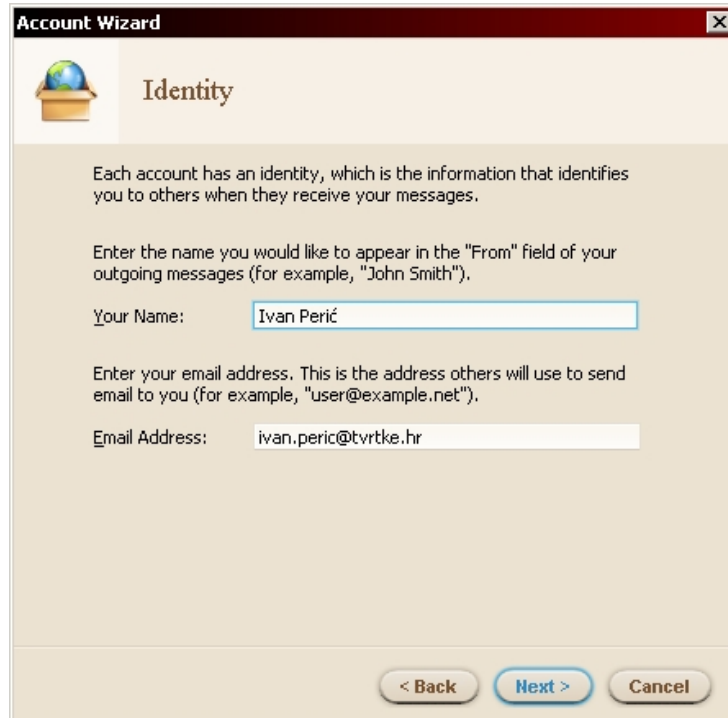 Account Wizard
Identity
Each account has an identity, which is the information that identifies
you to others when they receive your messages.
Enter the name you would like to appear in the "From" field of your
outgoing messages (for example, "John Smith").
Your Name: Ivan Perić
Enter your email address. This is the address others will use to send
email to you (for example, "user@example.net").
Email Address: ivan.peric@tvrtke.hr
< Back Next > Cancel